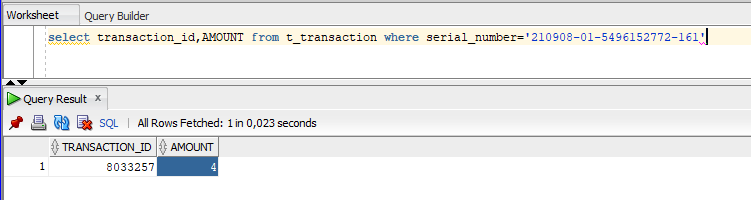 Worksheet Query Builder
select transaction_id,AMOUNT from t_transaction where serial_number='210908-01-5496152772-161'
Query Result x
SQL | All Rows Fetched: 1 in 0,023 seconds
TRANSACTION_ID AMOUNT
1 8033257 4